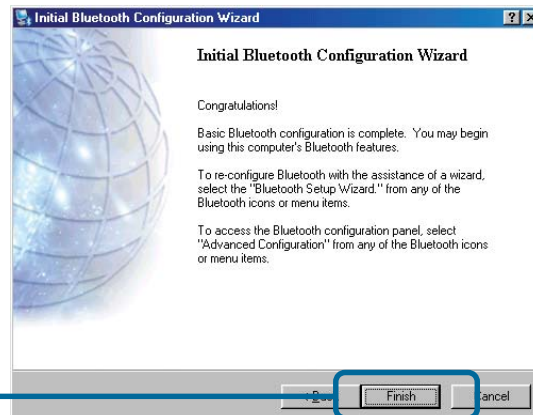 Initial Bluetooth Configuration Wizard
Initial Bluetooth Configuration Wizard
Congratulations!
Basic Bluetooth configuration is complete. You may begin
using this computer's Bluetooth features.
To re-configure Bluetooth with the assistance of a wizard,
select the "Bluetooth Setup Wizard." from any of the
Bluetooth icons or menu items.
To access the Bluetooth configuration panel, select
"Advanced Configuration" from any of the Bluetooth icons
or menu items.
Finish